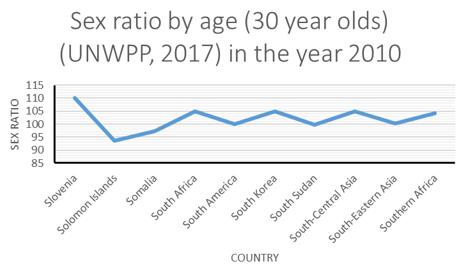 Sex ratio by age (30 year olds)
(UNWPP, 2017) in the year 2010
115
110
105
100
95
90
85
SEX RATIO
Slovenia
Solomon Islands
Somalia
South Africa
South America
South Korea
South Sudan
South-Central Asia
South-Eastern Asia
Southern Africa
COUNTRY